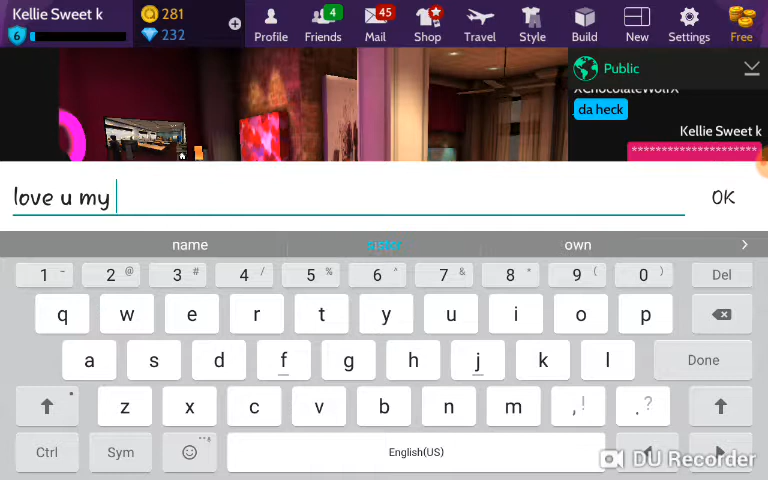 Kellie Sweet k
281
232
6
Profile
Friends
4
Mail
45
Shop
Travel
Style
Build
New
Settings
Free
Public
XChocolateWolfX
da heck
Kellie Sweet k
**********************
love u my
OK
name sister own
1 - 2 @ 3 # 4 / 5 % 6 ^ 7 & 8 * 9 ( 0 ) Del
q w e r t y u i o p
a s d f g h j k l Done
z x c v b n m , ! . ?
Ctrl Sym English(US)
DU Recorder